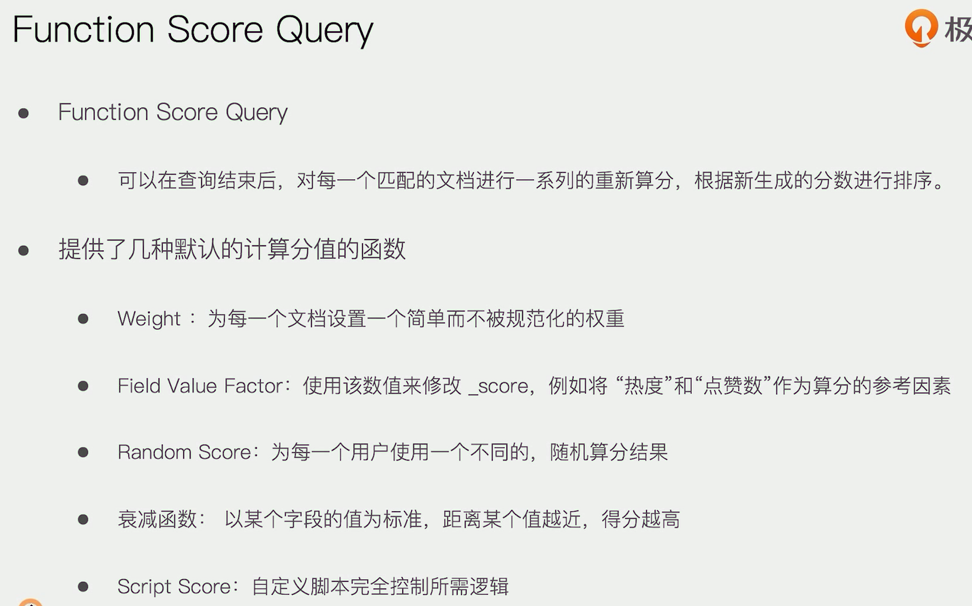 Function Score Query
极
Function Score Query
可以在查询结束后，对每一个匹配的文档进行一系列的重新算分，根据新生成的分数进行排序。
提供了几种默认的计算分值的函数
Weight ：为每一个文档设置一个简单而不被规范化的权重
Field Value Factor：使用该数值来修改 _score，例如将 “热度”和“点赞数”作为算分的参考因素
Random Score：为每一个用户使用一个不同的，随机算分结果
衰减函数： 以某个字段的值为标准，距离某个值越近，得分越高
Script Score：自定义脚本完全控制所需逻辑